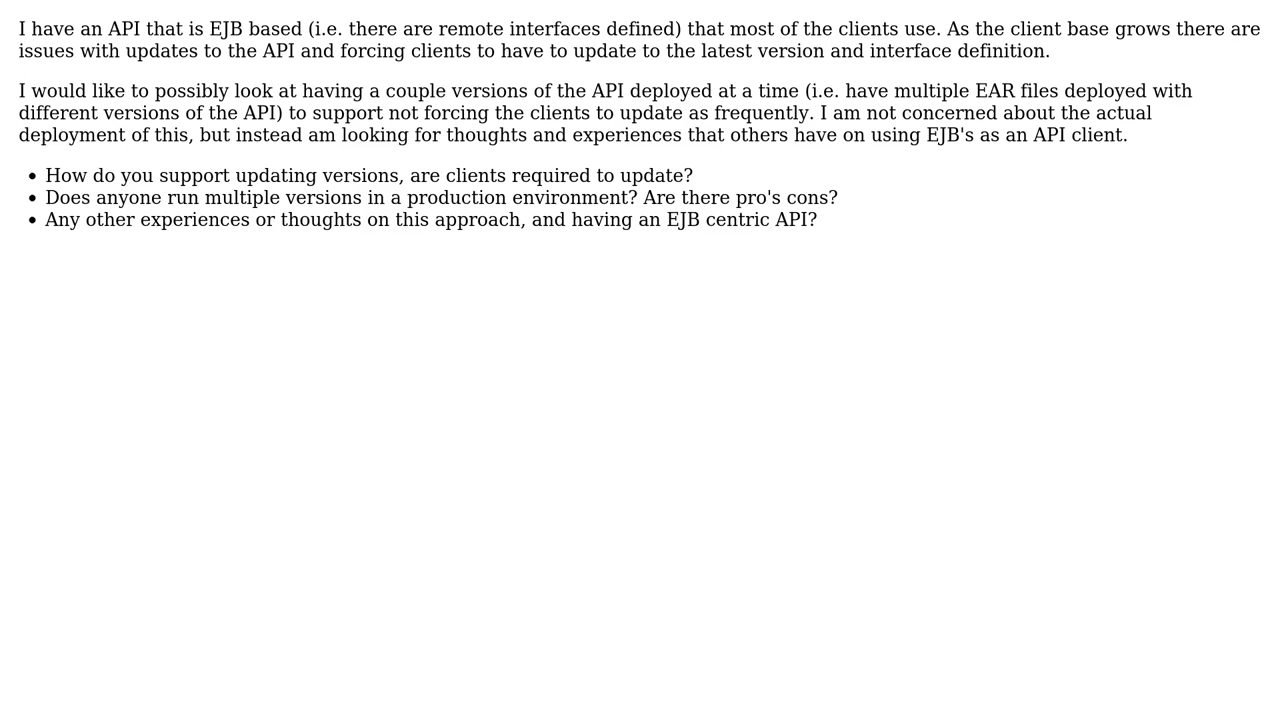 I have an API that is EJB based (i.e. there are remote interfaces defined) that most of the clients use. As the client base grows there are
issues with updates to the API and forcing clients to have to update to the latest version and interface definition.
I would like to possibly look at having a couple versions of the API deployed at a time (i.e. have multiple EAR files deployed with
different versions of the API) to support not forcing the clients to update as frequently. I am not concerned about the actual
deployment of this, but instead am looking for thoughts and experiences that others have on using EJB's as an API client.
• How do you support updating versions, are clients required to update?
• Does anyone run multiple versions in a production environment? Are there pro's cons?
• Any other experiences or thoughts on this approach, and having an EJB centric API?